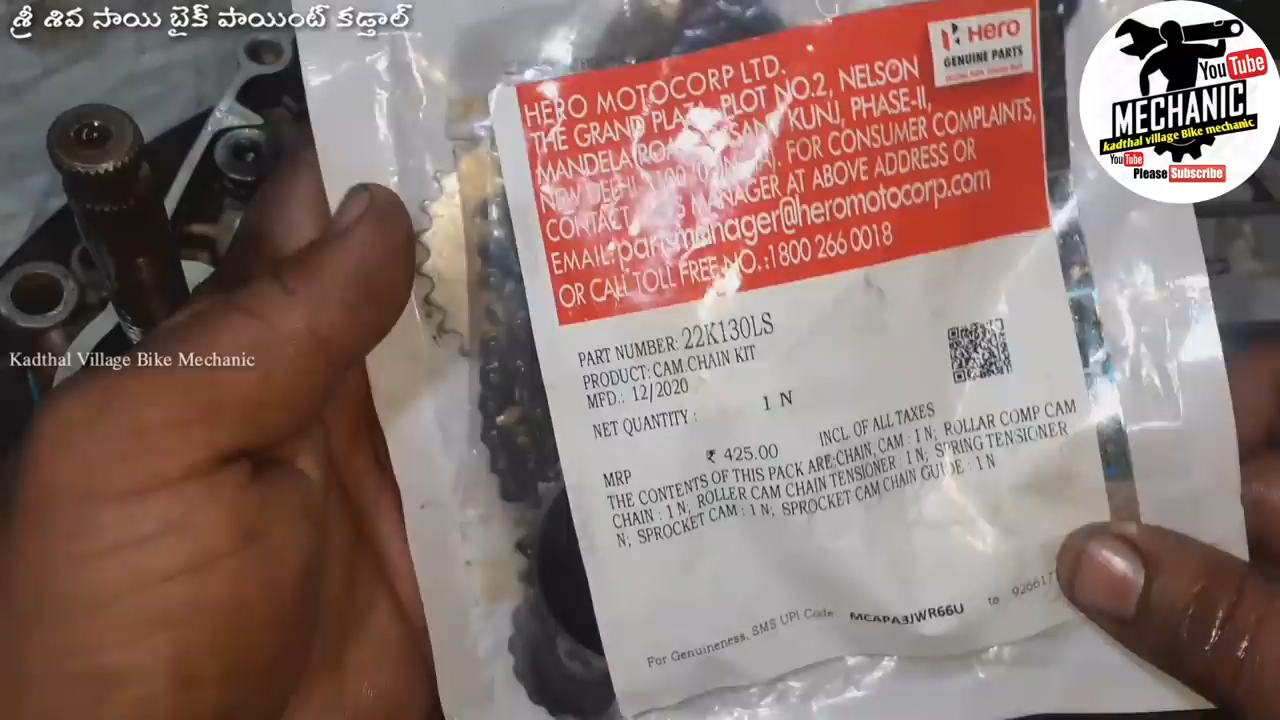 శ్రీ శివ సాయి బైక్ పాయింట్ కడ్తాల్
Hero
GENUINE PARTS
YouTube
MECHANIC
kadthal village Bike mechanic
YouTube
Please Subscribe
HERO MOTOCORP LTD.
THE GRAND PLAZA, PLOT NO.2, NELSON
MANDELA ROAD, KUNJ, PHASE-II,
NEW DELHI FOR CONSUMER COMPLAINTS,
CONTACT MANAGER AT ABOVE ADDRESS OR
EMAIL:partsmanager@heromotocorp.com
OR CALL TOLL FREE NO.:1800 266 0018
Kadthal Village Bike Mechanic
PART NUMBER: 22K130LS
PRODUCT: CAM CHAIN KIT
MFD.: 12/2020
NET QUANTITY : 1 N
MRP ₹ 425.00 INCL. OF ALL TAXES
THE CONTENTS OF THIS PACK ARE:CHAIN, CAM : 1 N; ROLLAR COMP CAM
CHAIN : 1 N; ROLLER CAM CHAIN TENSIONER : 1 N; SPRING TENSIONER
N; SPROCKET CAM : 1 N; SPROCKET CAM CHAIN GUIDE : 1 N
For Genuineness, SMS UPI Code MCAPA3JWR66U to 926617